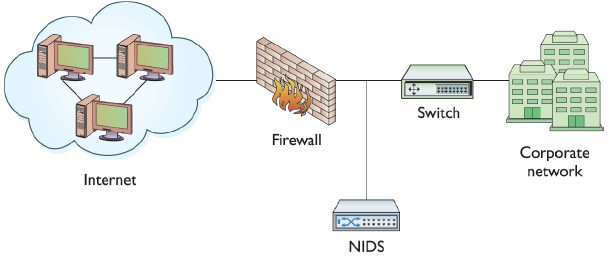 Internet
Firewall
Switch
Corporate
network
NIDS